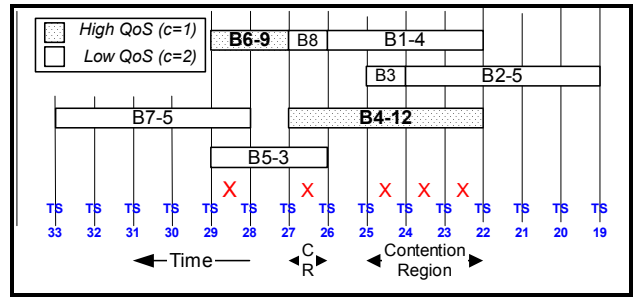 High QoS (c=1)
Low QoS (c=2)
B6-9 B8 B1-4
B3 B2-5
B7-5 B4-12
B5-3
X X X X X
TS TS TS TS TS TS TS TS TS TS TS TS TS TS TS
33 32 31 30 29 28 27 26 25 24 23 22 21 20 19
Time C R Contention Region